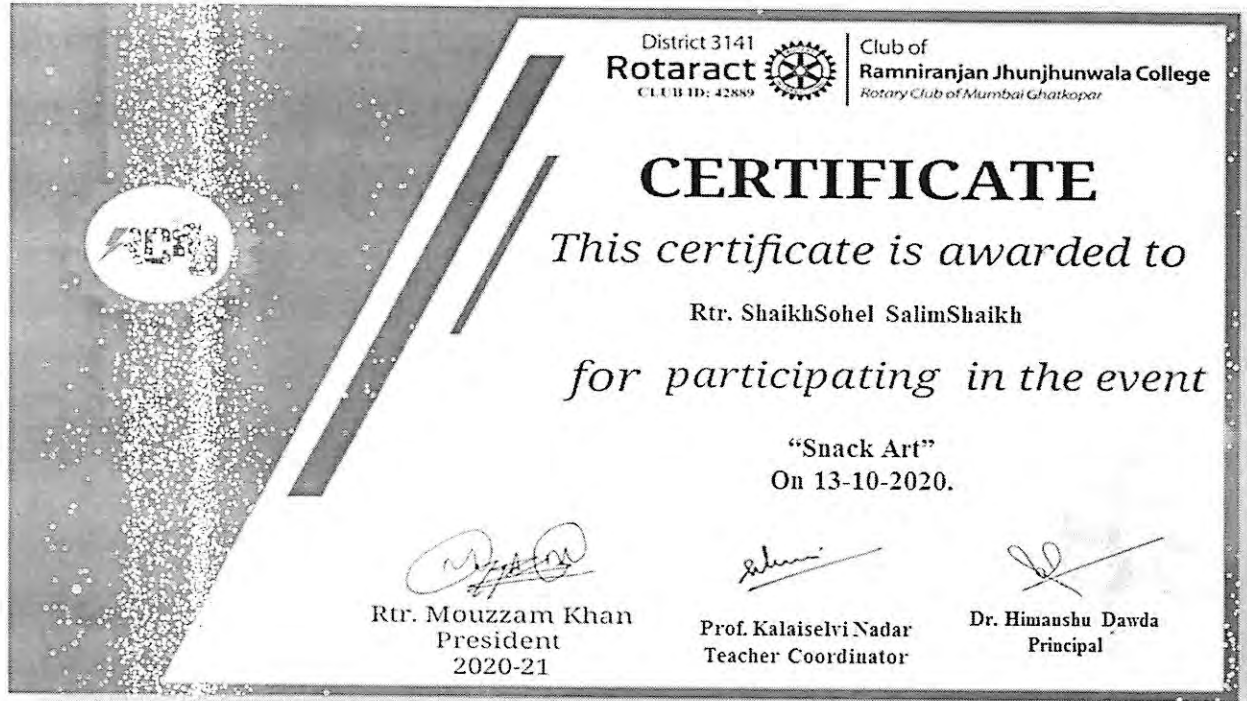 District 3141
Rotaract
CLUB ID: 42889
Club of
Ramniranjan Jhunjhunwala College
Rotary Club of Mumbai Ghatkopar
CERTIFICATE
This certificate is awarded to
Rtr. ShaikhSohel SalimShaikh
for participating in the event
“Snack Art”
On 13-10-2020.
Rtr. Mouzzam Khan
President
2020-21
Prof. Kalaiselvi Nadar
Teacher Coordinator
Dr. Himanshu Dawda
Principal